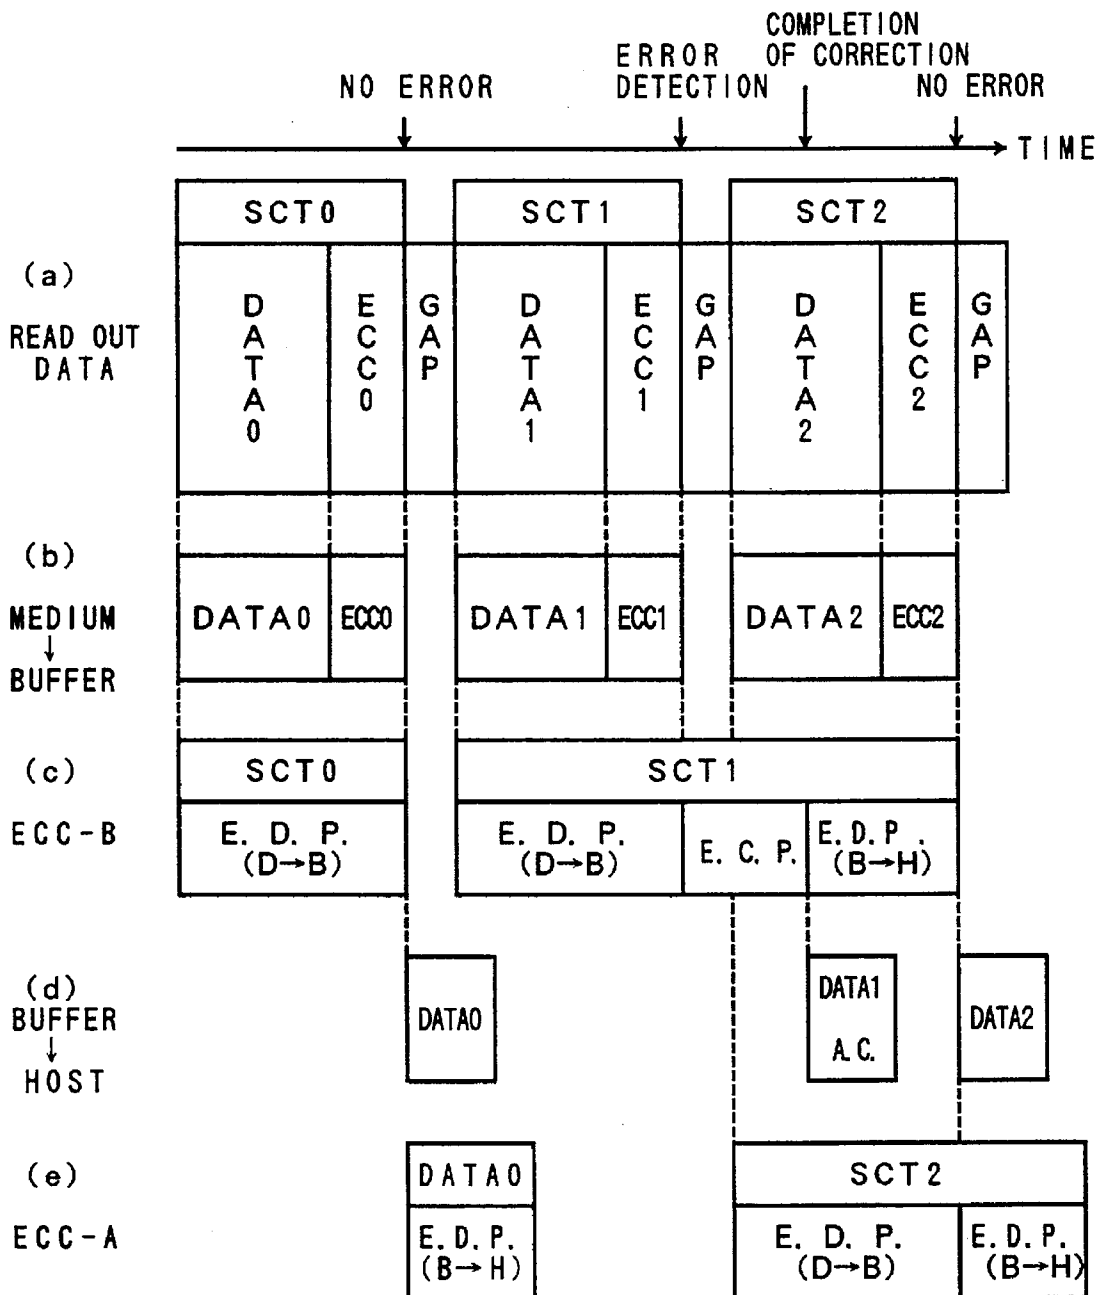 COMPLETION
ERROR OF CORRECTION
NO ERROR DETECTION NO ERROR
TIME
SCT0 SCT1 SCT2
(a)
READ OUT
DATA
DATA0 ECC0 GAP DATA1 ECC1 GAP DATA2 ECC2 GAP
(b)
MEDIUM
↓
BUFFER
DATA0 ECC0 DATA1 ECC1 DATA2 ECC2
(c)
ECC-B
SCT0 SCT1
E. D. P. E. D. P. E. C. P. E. D. P.
(D→B) (D→B) (B→H)
(d)
BUFFER
↓
HOST
DATA0 DATA1 DATA2
A.C.
(e)
ECC-A
DATA0 SCT2
E. D. P. E. D. P. E. D. P.
(B→H) (D→B) (B→H)